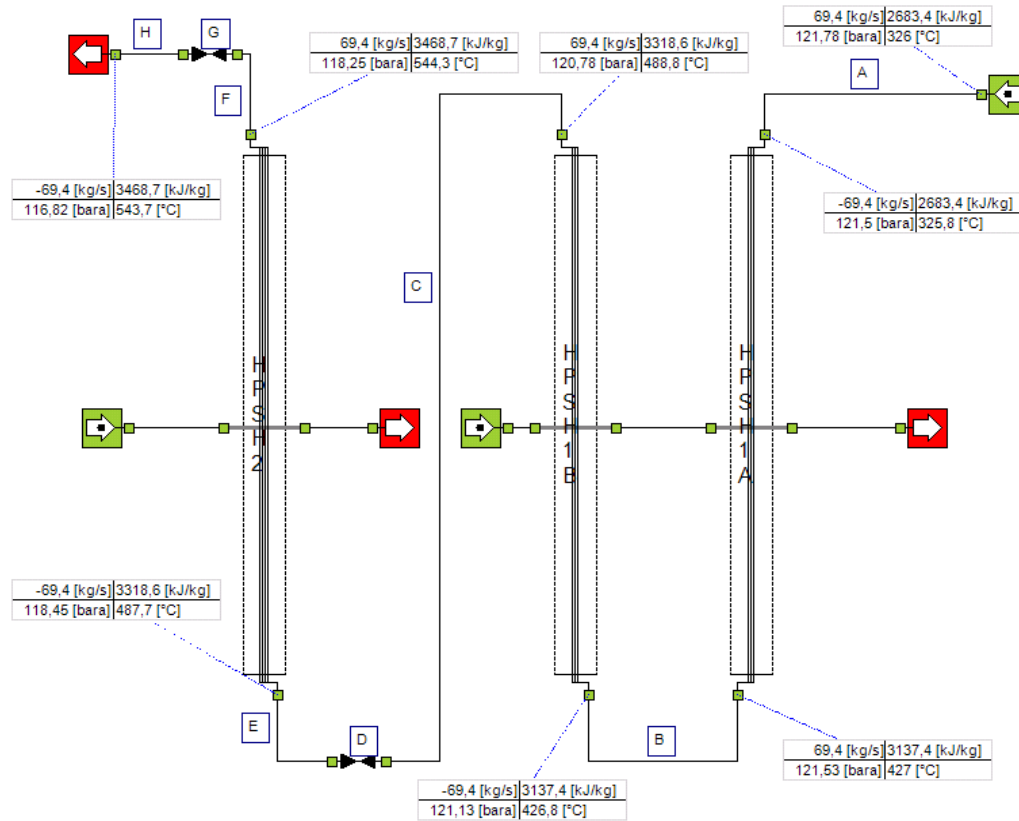 H
G
69,4 [kg/s] 3468,7 [kJ/kg]
118,25 [bara] 544,3 [°C]
69,4 [kg/s] 3318,6 [kJ/kg]
120,78 [bara] 488,8 [°C]
69,4 [kg/s] 2683,4 [kJ/kg]
121,78 [bara] 326 [°C]
A
F
-69,4 [kg/s] 3468,7 [kJ/kg]
116,82 [bara] 543,7 [°C]
-69,4 [kg/s] 2683,4 [kJ/kg]
121,5 [bara] 325,8 [°C]
C
HPSH2
HPSH1B
HPSH1A
-69,4 [kg/s] 3318,6 [kJ/kg]
118,45 [bara] 487,7 [°C]
E
D
B
69,4 [kg/s] 3137,4 [kJ/kg]
121,53 [bara] 427 [°C]
-69,4 [kg/s] 3137,4 [kJ/kg]
121,13 [bara] 426,8 [°C]